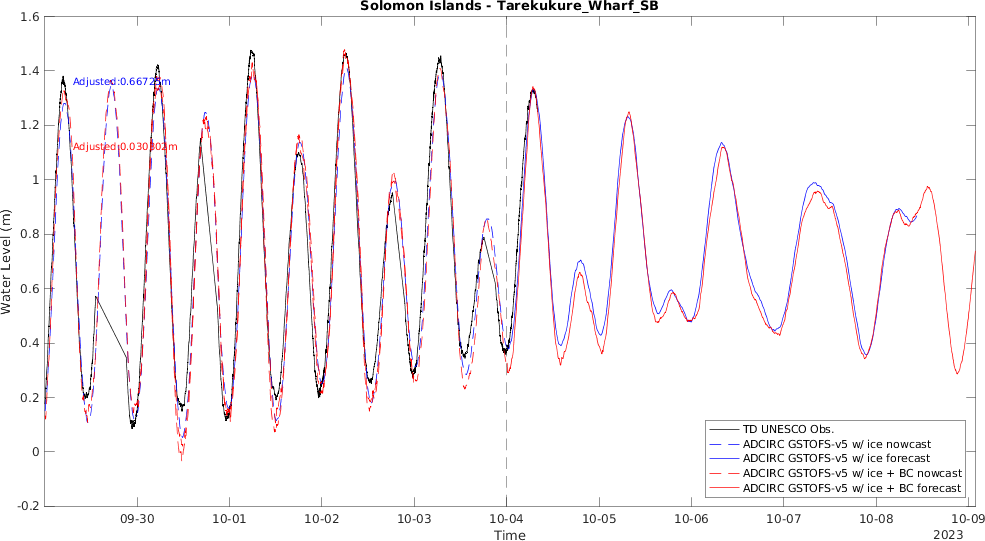 Solomon Islands - Tarekukure_Wharf_SB
1.6
1.4
1.2
1
0.8
0.6
0.4
0.2
0
-0.2
Water Level (m)
Adjusted:0.66725m
Adjusted:0.030302m
TD UNESCO Obs.
ADCIRC GSTOFS-v5 w/ ice nowcast
ADCIRC GSTOFS-v5 w/ ice forecast
ADCIRC GSTOFS-v5 w/ ice + BC nowcast
ADCIRC GSTOFS-v5 w/ ice + BC forecast
09-30 10-01 10-02 10-03 10-04 10-05 10-06 10-07 10-08 10-09
Time
2023